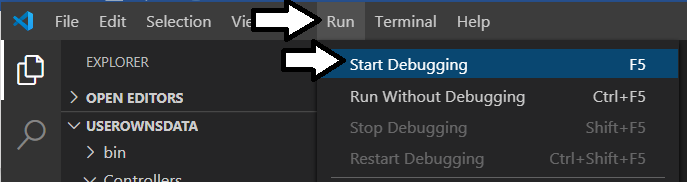 File Edit Selection Run Terminal Help
EXPLORER
Start Debugging F5
OPEN EDITORS
Run Without Debugging Ctrl+F5
USEROWNSDATA
Stop Debugging Shift+F5
bin
Restart Debugging Ctrl+Shift+F5
Controllers